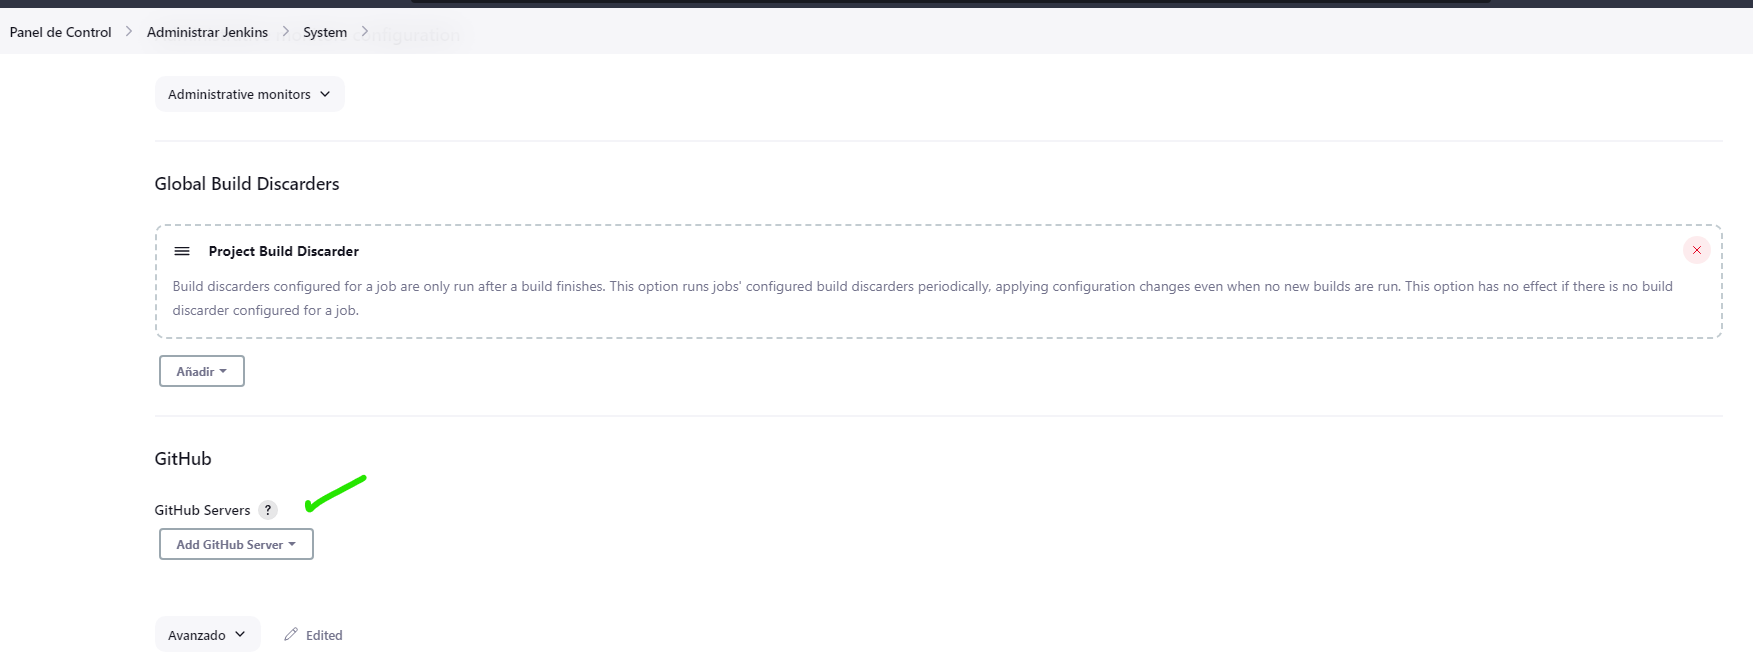 Panel de Control > Administrar Jenkins > System >
configuration
Administrative monitors
Global Build Discarders
Project Build Discarder
Build discarders configured for a job are only run after a build finishes. This option runs jobs' configured build discarders periodically, applying configuration changes even when no new builds are run. This option has no effect if there is no build
discarder configured for a job.
Añadir
GitHub
GitHub Servers ?
Add GitHub Server
Avanzado
Edited